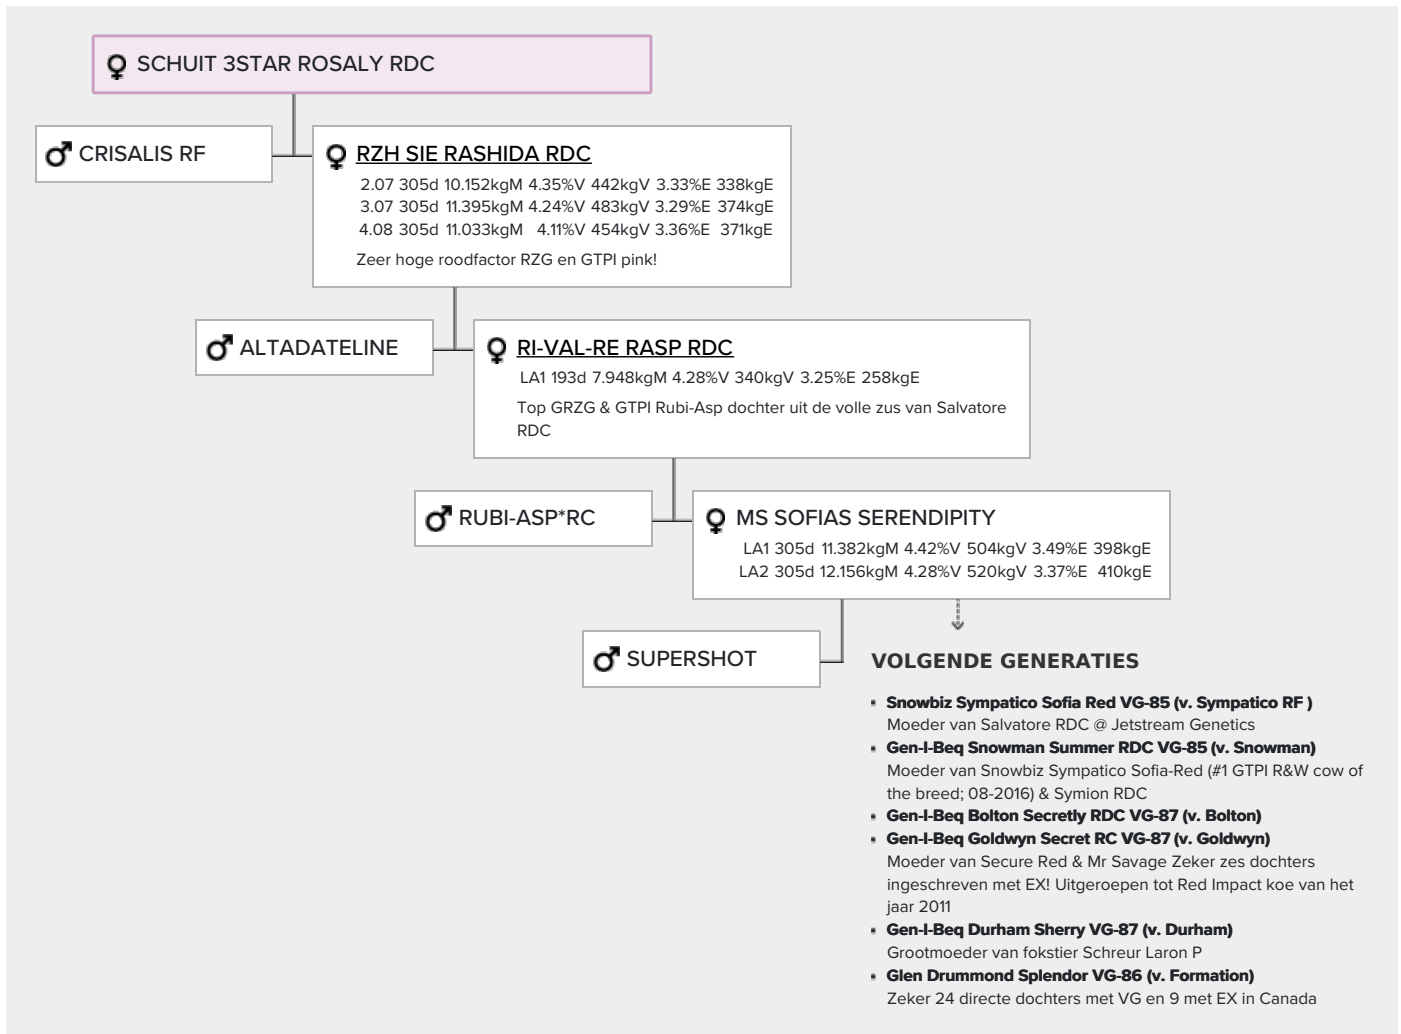 SCHUIT 3STAR ROSALY RDC
CRISALIS RF
RZH SIE RASHIDA RDC
2.07 305d 10.152kgM 4.35%V 442kgV 3.33%E 338kgE
3.07 305d 11.395kgM 4.24%V 483kgV 3.29%E 374kgE
4.08 305d 11.033kgM 4.11%V 454kgV 3.36%E 371kgE
Zeer hoge roodfactor RZG en GTPI pink!
ALTADATELINE
RI-VAL-RE RASP RDC
LA1 193d 7.948kgM 4.28%V 340kgV 3.25%E 258kgE
Top GRZG & GTPI Rubi-Asp dochter uit de volle zus van Salvatore
RDC
RUBI-ASP*RC
MS SOFIAS SERENDIPITY
LA1 305d 11.382kgM 4.42%V 504kgV 3.49%E 398kgE
LA2 305d 12.156kgM 4.28%V 520kgV 3.37%E 410kgE
SUPERSHOT
VOLGENDE GENERATIES
Snowbiz Sympatico Sofia Red VG-85 (v. Sympatico RF )
Moeder van Salvatore RDC @ Jetstream Genetics
Gen-I-Beq Snowman Summer RDC VG-85 (v. Snowman)
Moeder van Snowbiz Sympatico Sofia-Red (#1 GTPI R&W cow of
the breed; 08-2016) & Symion RDC
Gen-I-Beq Bolton Secretly RDC VG-87 (v. Bolton)
Gen-I-Beq Goldwyn Secret RC VG-87 (v. Goldwyn)
Moeder van Secure Red & Mr Savage Zeker zes dochters
ingeschreven met EX! Uitgeroepen tot Red Impact koe van het
jaar 2011
Gen-I-Beq Durham Sherry VG-87 (v. Durham)
Grootmoeder van fokstier Schreur Laron P
Glen Drummond Splendor VG-86 (v. Formation)
Zeker 24 directe dochters met VG en 9 met EX in Canada